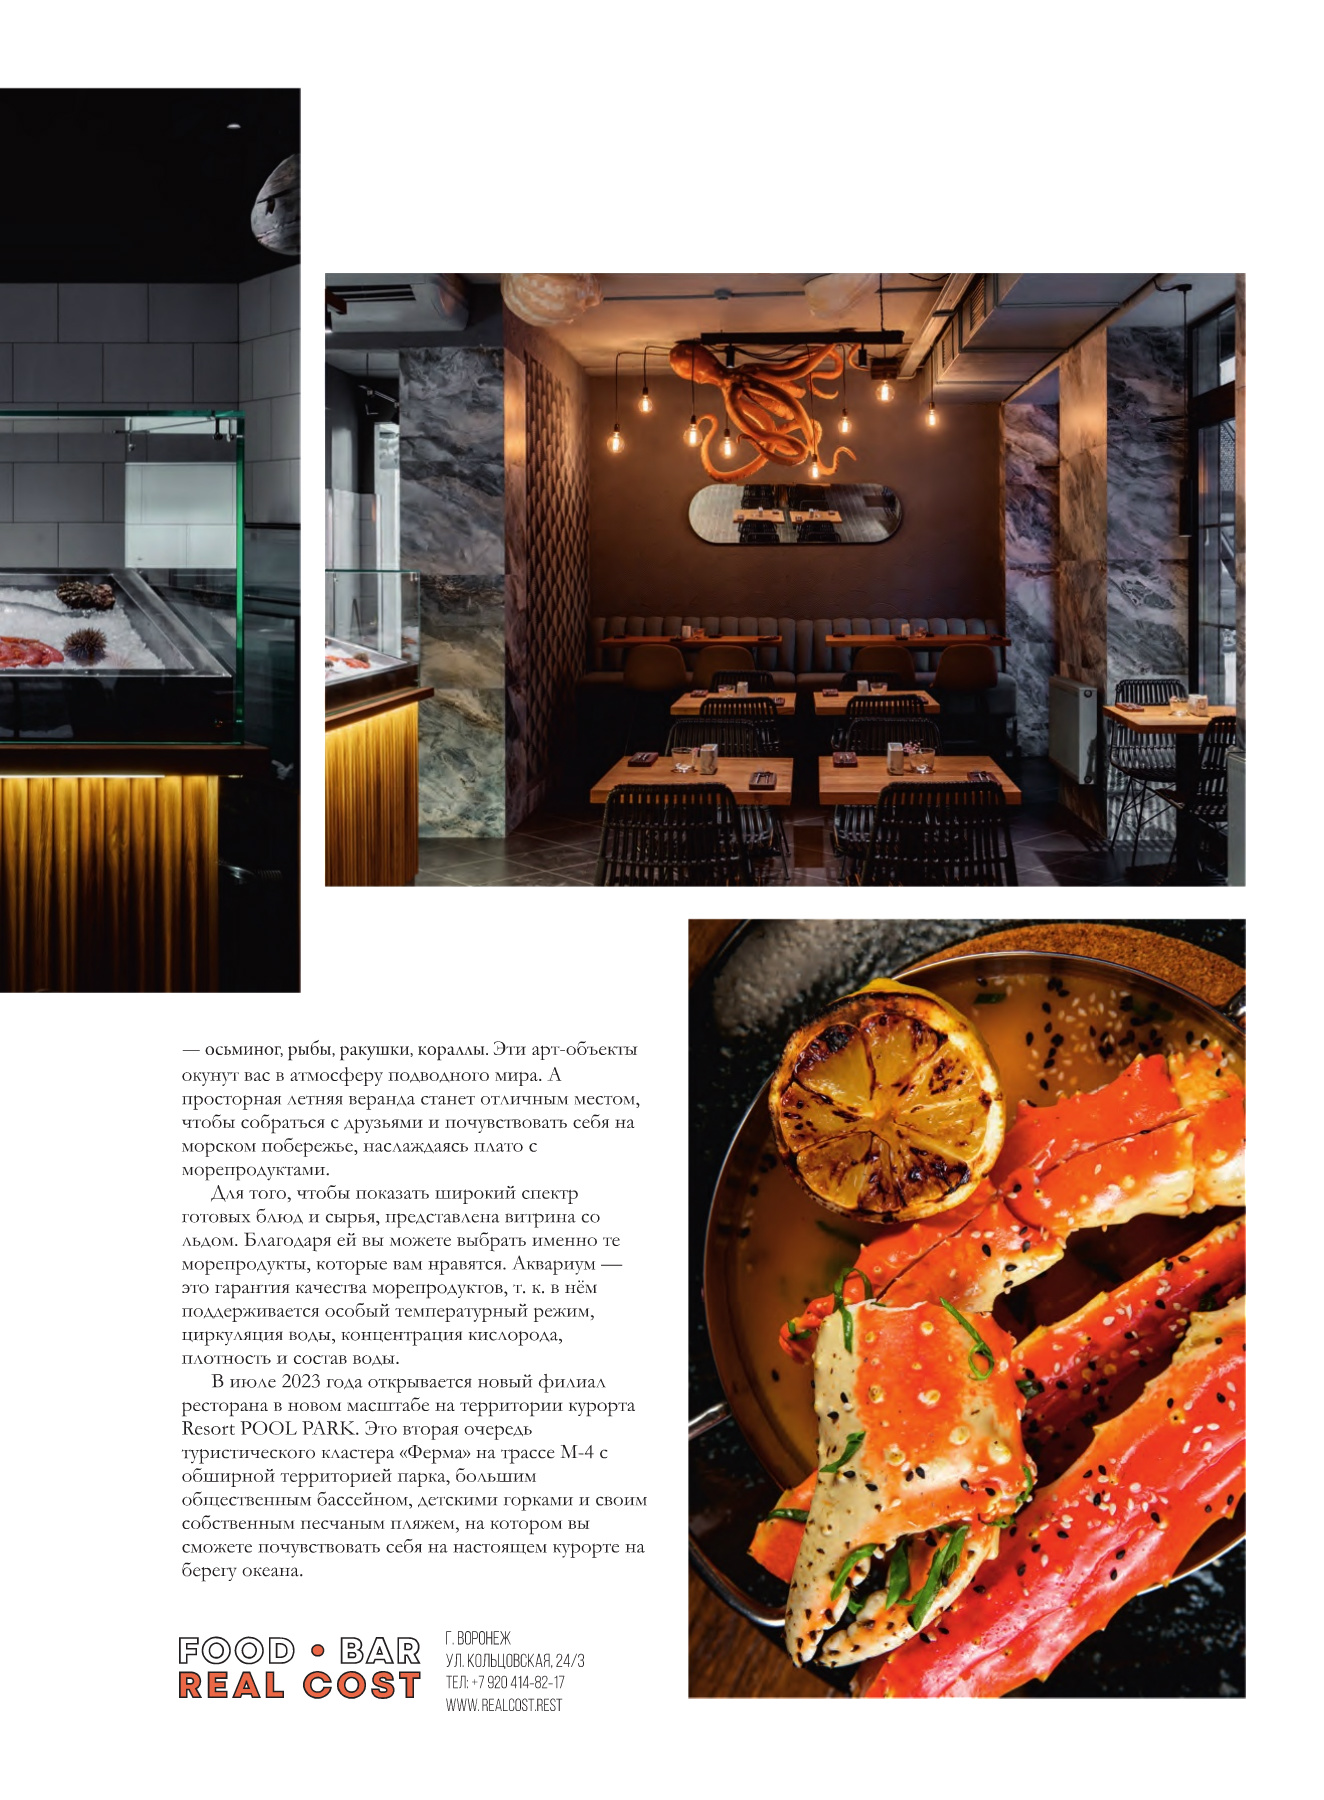 — осьминог, рыбы, ракушки, кораллы. Эти арт-объекты
окунут вас в атмосферу подводного мира. А
просторная летняя веранда станет отличным местом,
чтобы собраться с друзьями и почувствовать себя на
морском побережье, наслаждаясь плато с
морепродуктами.
Для того, чтобы показать широкий спектр
готовых блюд и сырья, представлена витрина со
льдом. Благодаря ей вы можете выбрать именно те
морепродукты, которые вам нравятся. Аквариум —
это гарантия качества морепродуктов, т. к. в нём
поддерживается особый температурный режим,
циркуляция воды, концентрация кислорода,
плотность и состав воды.
В июле 2023 года открывается новый филиал
ресторана в новом масштабе на территории курорта
Resort POOL PARK. Это вторая очередь
туристического кластера «Ферма» на трассе М-4 с
обширной территорией парка, большим
общественным бассейном, детскими горками и своим
собственным песчаным пляжем, на котором вы
сможете почувствовать себя на настоящем курорте на
берегу океана.
FOOD • BAR
REAL COST
Г. ВОРОНЕЖ
УЛ. КОЛЬЦОВСКАЯ, 24/3
ТЕЛ: +7 920 414-82-17
WWW.REALCOST.REST